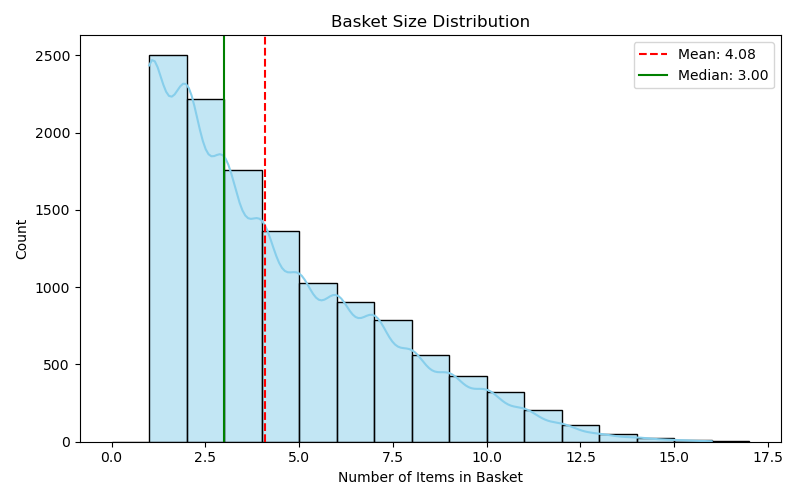 Basket Size Distribution
Mean: 4.08
Median: 3.00
2500
2000
1500
1000
500
0
Count
0.0 2.5 5.0 7.5 10.0 12.5 15.0 17.5
Number of Items in Basket